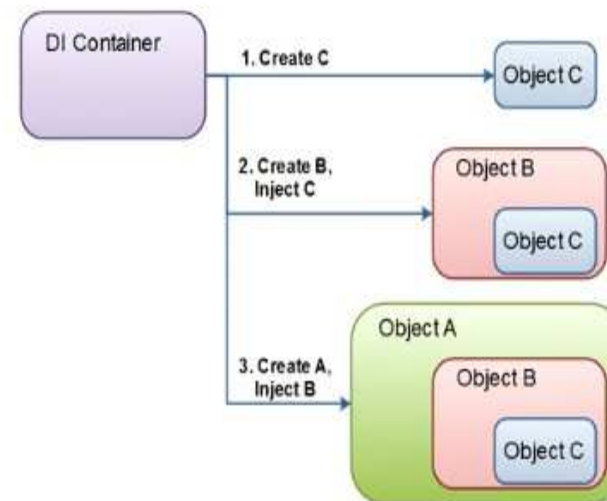 DI Container
1. Create C
Object C
2. Create B,
Inject C
Object B
Object C
3. Create A,
Inject B
Object A
Object B
Object C